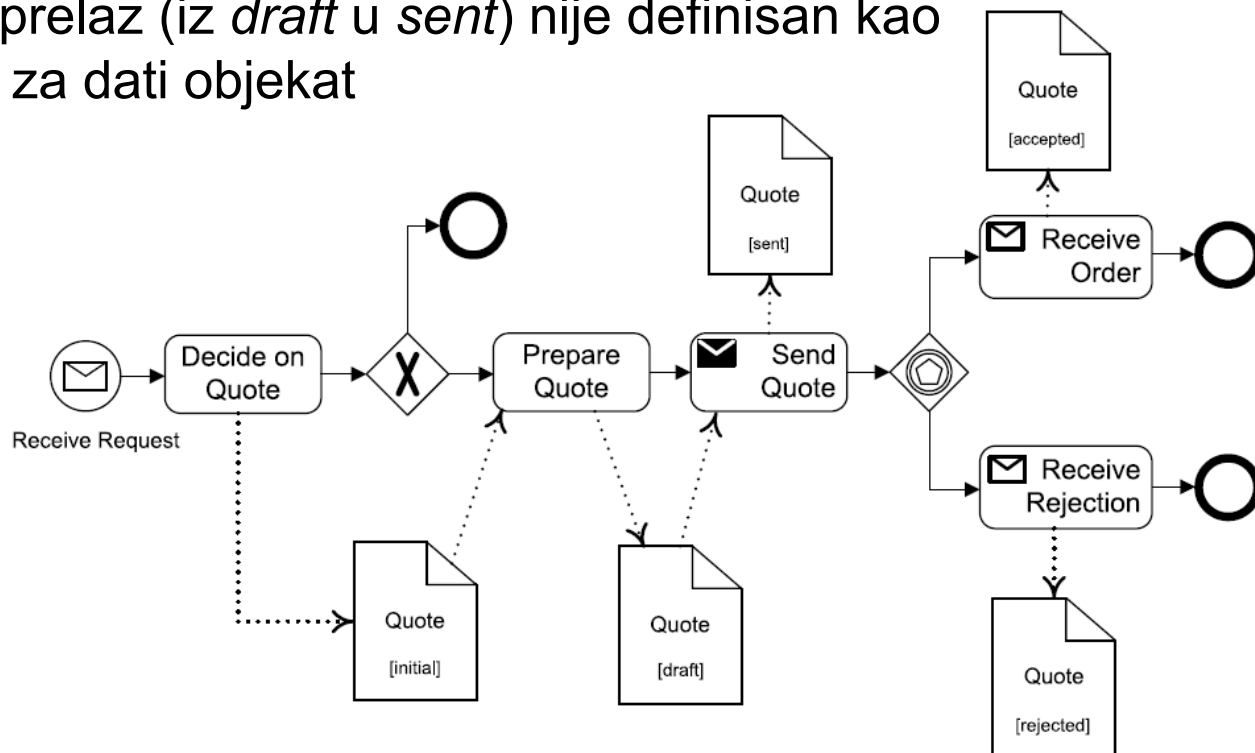 prelaz (iz draft u sent) nije definisan kao
za dati objekat
Quote
[accepted]
Quote
[sent]
Receive
Order
Decide on
Quote
X
Prepare
Quote
Send
Quote
Receive Request
Receive
Rejection
Quote
[initial]
Quote
[draft]
Quote
[rejected]